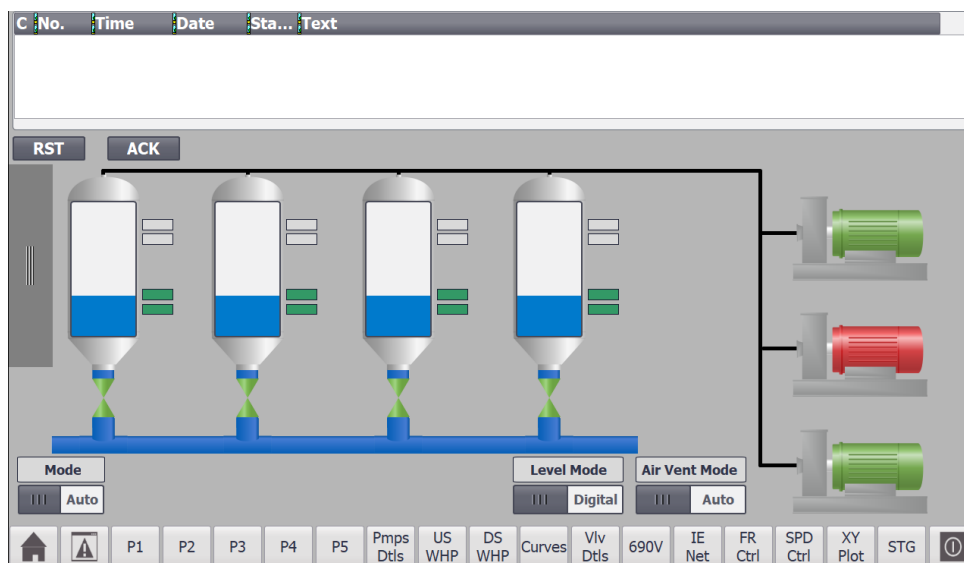 C No. Time Date Sta... Text
RST ACK
Mode Level Mode Air Vent Mode
Auto Digital Auto
P1 P2 P3 P4 P5 Pmps Dtls US WHP DS WHP Curves Vlv Dtls 690V IE Net FR Ctrl SPD Ctrl XY Plot STG